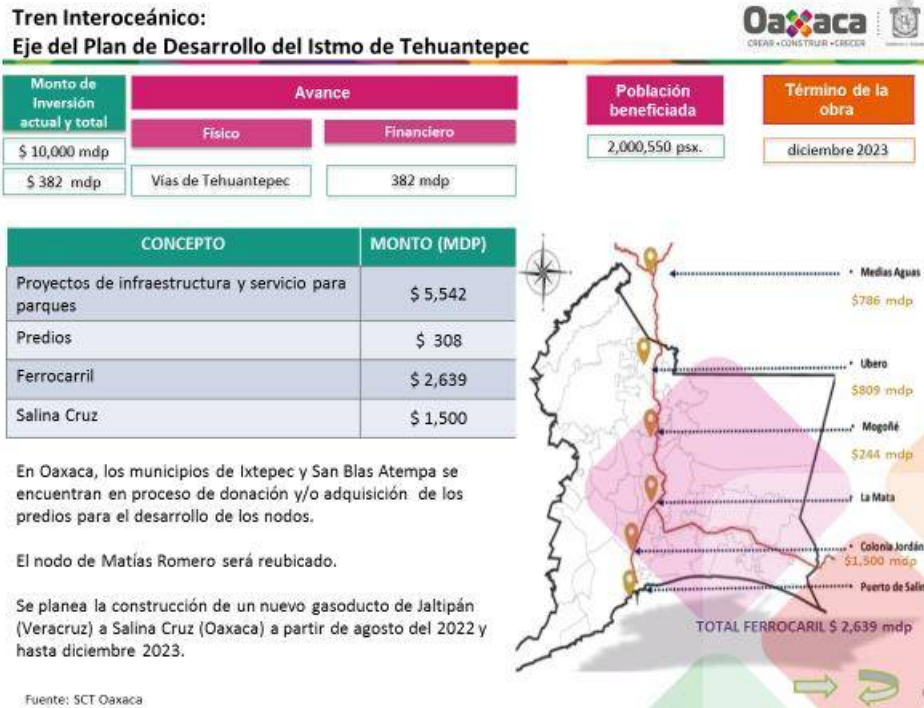 Tren Interoceánico:
Eje del Plan de Desarrollo del Istmo de Tehuantepec
Oaxaca
CREAR • CONSTRUIR • CRECER
Monto de
Inversión
actual y total
$ 10,000 mdp
$ 382 mdp
Avance
Físico
Financiero
Vías de Tehuantepec
382 mdp
Población
beneficiada
2,000,550 psx.
Término de la
obra
diciembre 2023
CONCEPTO
MONTO (MDP)
Proyectos de infraestructura y servicio para
parques
$ 5,542
Predios
$ 308
Ferrocarril
$ 2,639
Salina Cruz
$ 1,500
En Oaxaca, los municipios de Ixtepec y San Blas Atempa se
encuentran en proceso de donación y/o adquisición de los
predios para el desarrollo de los nodos.
El nodo de Matías Romero será reubicado.
Se planea la construcción de un nuevo gasoducto de Jaltipán
(Veracruz) a Salina Cruz (Oaxaca) a partir de agosto del 2022 y
hasta diciembre 2023.
Fuente: SCT Oaxaca
• Medias Aguas
$786 mdp
• Ubero
$809 mdp
• Mogoñé
$244 mdp
• La Mata
• Colonia Jordán
$1,500 mdp
• Puerto de Salin
TOTAL FERROCARIL $ 2,639 mdp